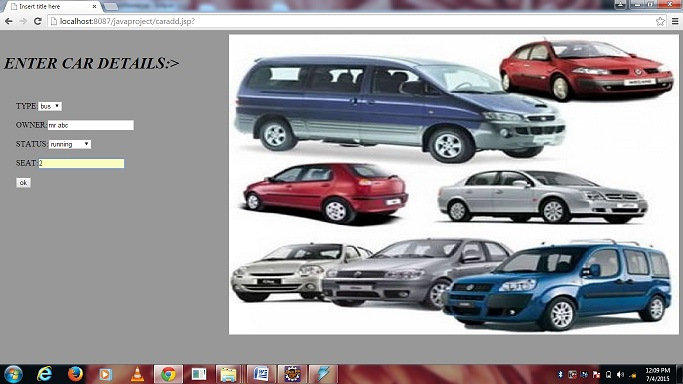 Insert title here
localhost:8087/javaproject/caradd.jsp?
ENTER CAR DETAILS:>
TYPE: bus
OWNER: mr abc
STATUS: running
SEAT: 2
ok
12:09 PM
7/4/2015